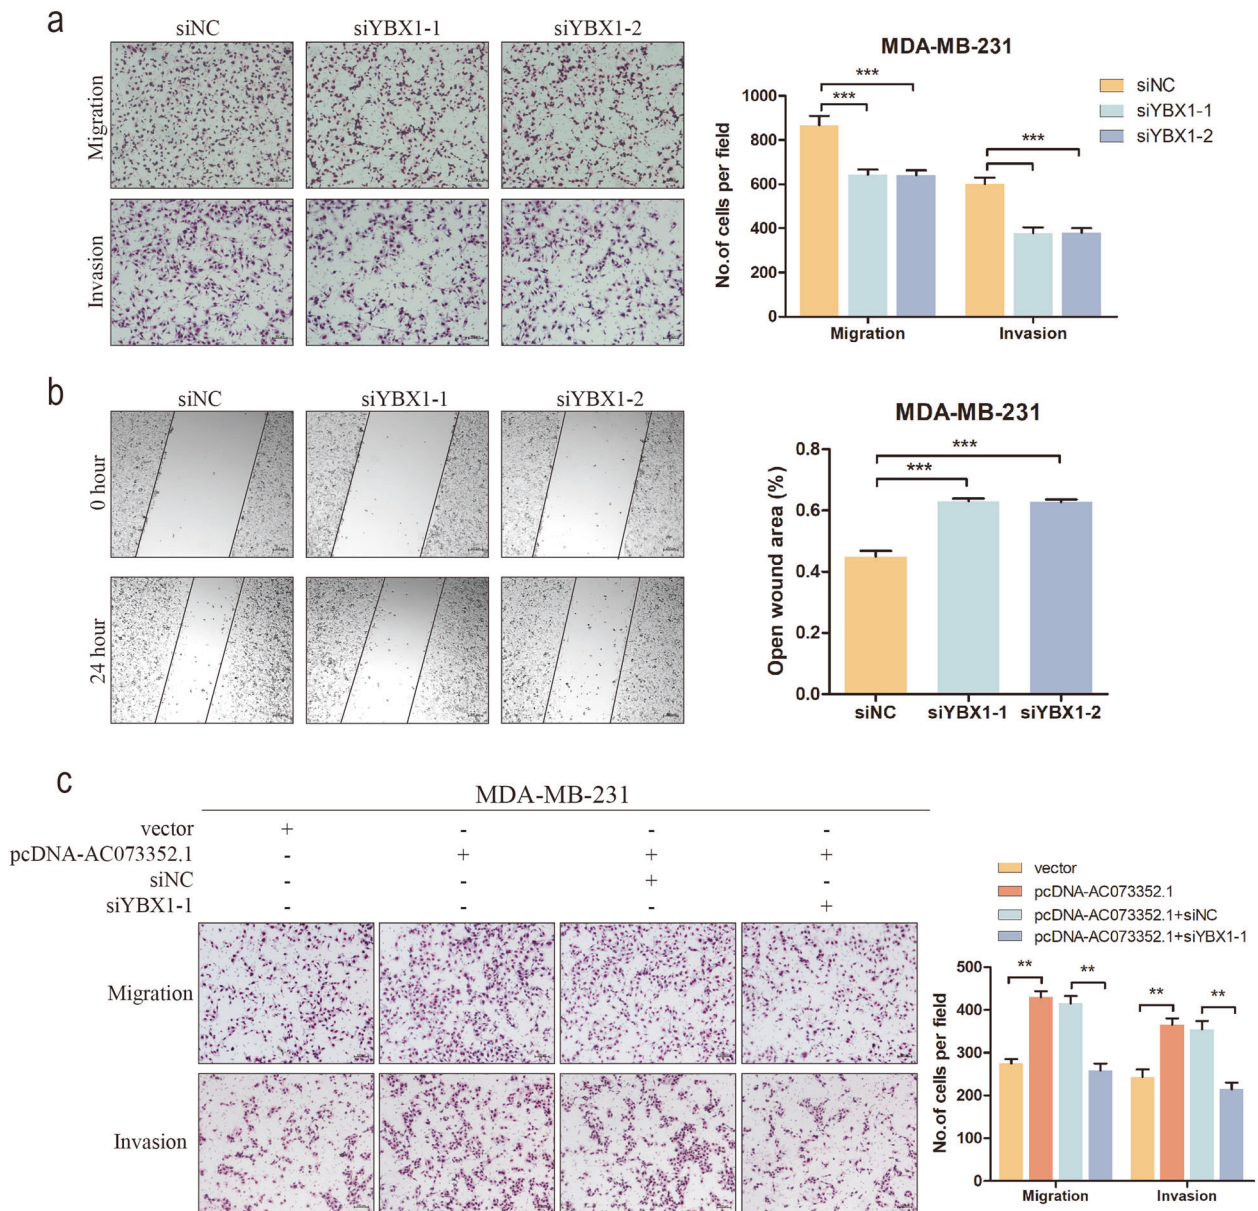 a
siNC siYBX1-1 siYBX1-2
Migration
Invasion
MDA-MB-231
siNC
siYBX1-1
siYBX1-2
No.of cells per field
1000
800
600
400
200
0
*** ***
***
Migration Invasion
b
siNC siYBX1-1 siYBX1-2
0 hour
24 hour
MDA-MB-231
Open wound area (%)
0.8
0.6
0.4
0.2
0.0
***
***
siNC siYBX1-1 siYBX1-2
c
MDA-MB-231
vector + - - -
pcDNA-AC073352.1 - + + +
siNC - - + -
siYBX1-1 - - - +
Migration
Invasion
vector
pcDNA-AC073352.1
pcDNA-AC073352.1+siNC
pcDNA-AC073352.1+siYBX1-1
No.of cells per field
500
400
300
200
100
0
** ** ** **
Migration Invasion